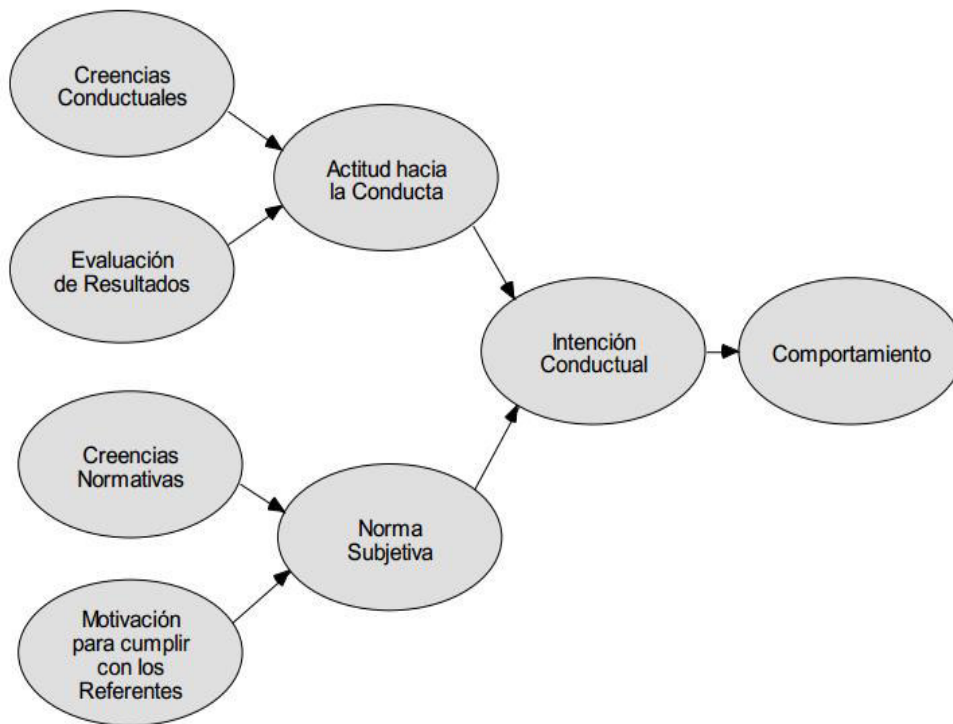 Creencias
Conductuales
Actitud hacia
la Conducta
Evaluación
de Resultados
Intención
Conductual
Comportamiento
Creencias
Normativas
Norma
Subjetiva
Motivación
para cumplir
con los
Referentes